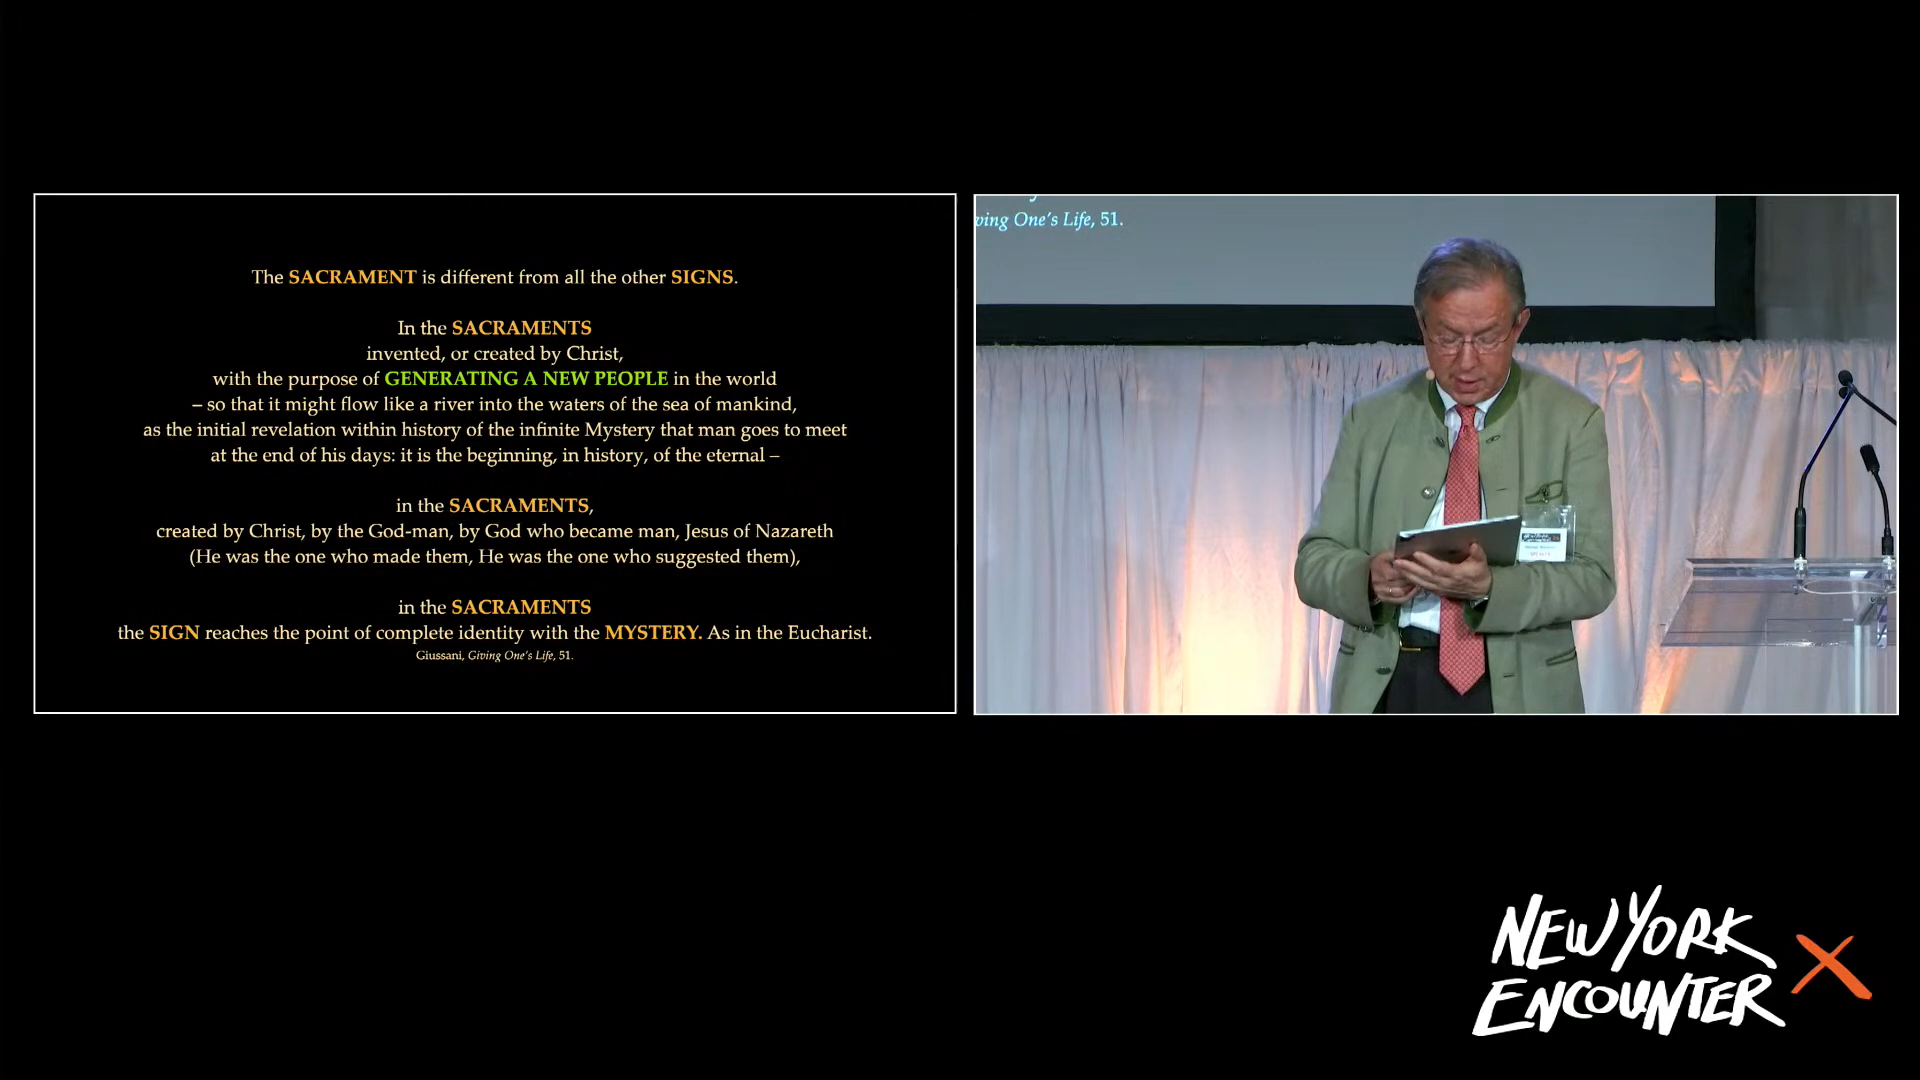 The SACRAMENT is different from all the other SIGNS.
In the SACRAMENTS
invented, or created by Christ,
with the purpose of GENERATING A NEW PEOPLE in the world
– so that it might flow like a river into the waters of the sea of mankind,
as the initial revelation within history of the infinite Mystery that man goes to meet
at the end of his days: it is the beginning, in history, of the eternal –
in the SACRAMENTS,
created by Christ, by the God-man, by God who became man, Jesus of Nazareth
(He was the one who made them, He was the one who suggested them),
in the SACRAMENTS
the SIGN reaches the point of complete identity with the MYSTERY. As in the Eucharist.
Giussani, Giving One's Life, 51.
ving One's Life, 51.
NEW YORK
ENCOUNTER